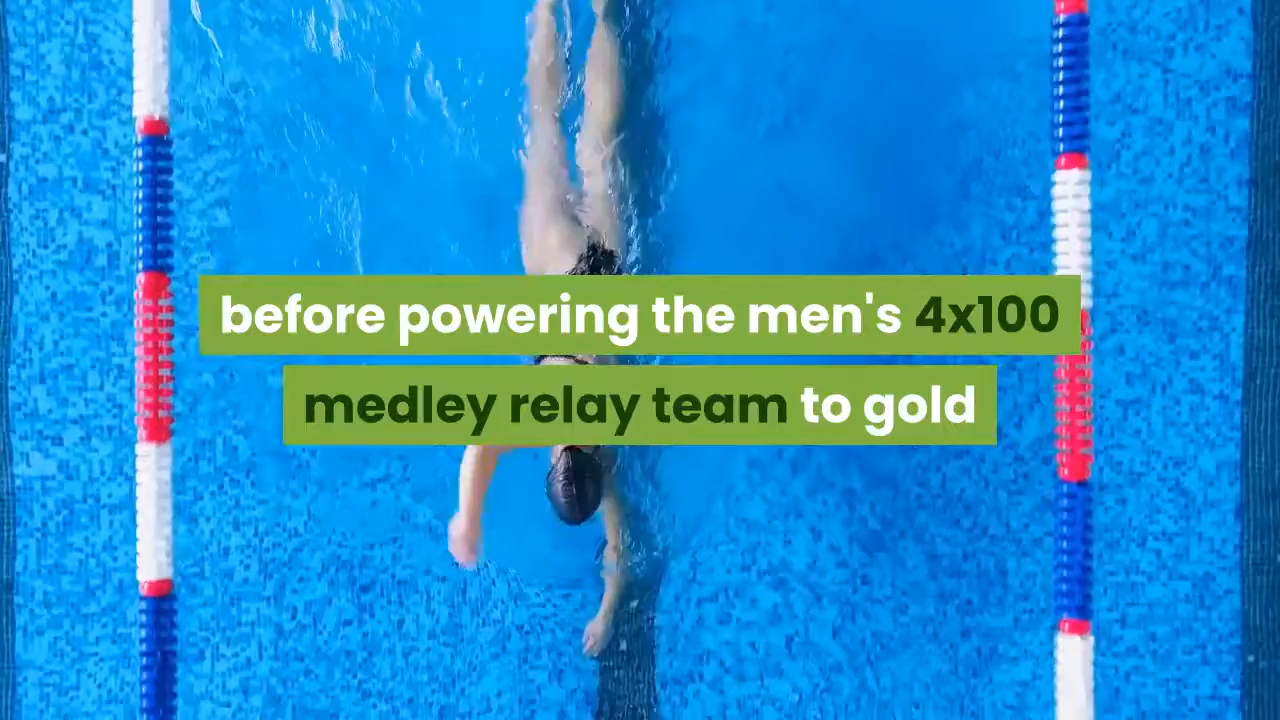 before powering the men's 4x100
medley relay team to gold